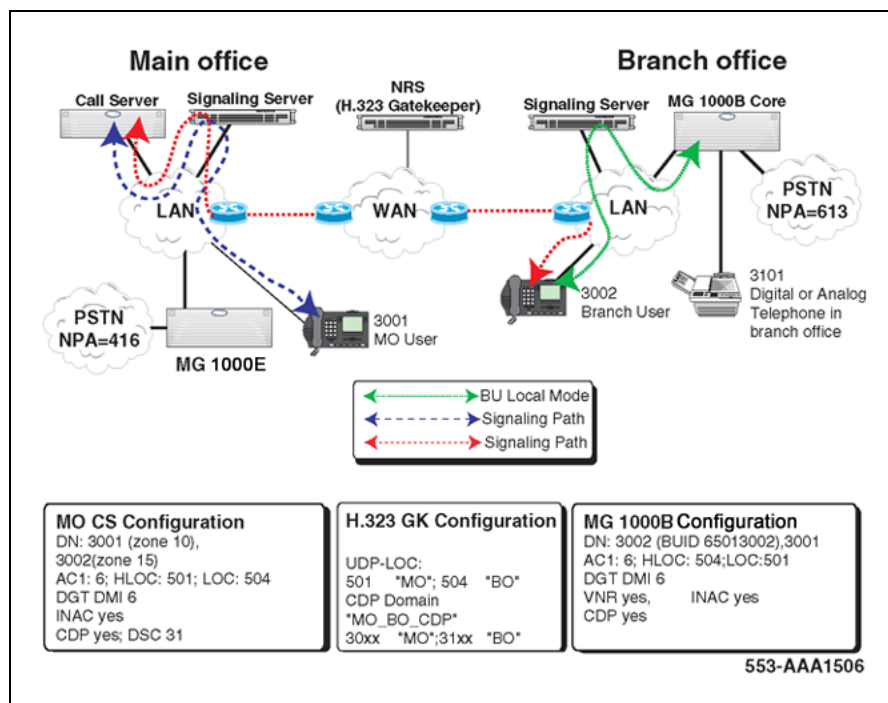 Main office
Branch office
Call Server
Signaling Server
NRS
(H.323 Gatekeeper)
Signaling Server
MG 1000B Core
LAN
WAN
LAN
PSTN
NPA=613
PSTN
NPA=416
MG 1000E
3001
MO User
3002
Branch User
3101
Digital or Analog
Telephone in
branch office
BU Local Mode
Signaling Path
Signaling Path
MO CS Configuration
DN: 3001 (zone 10),
3002(zone 15)
AC1: 6; HLOC: 501; LOC: 504
DGT DMI 6
INAC yes
CDP yes; DSC 31
H.323 GK Configuration
UDP-LOC:
501 "MO"; 504 "BO"
CDP Domain
"MO_BO_CDP"
30xx "MO";31xx "BO"
MG 1000B Configuration
DN: 3002 (BUID 65013002),3001
AC1: 6; HLOC: 504;LOC:501
DGT DMI 6
VNR yes, INAC yes
CDP yes
553-AAA1506